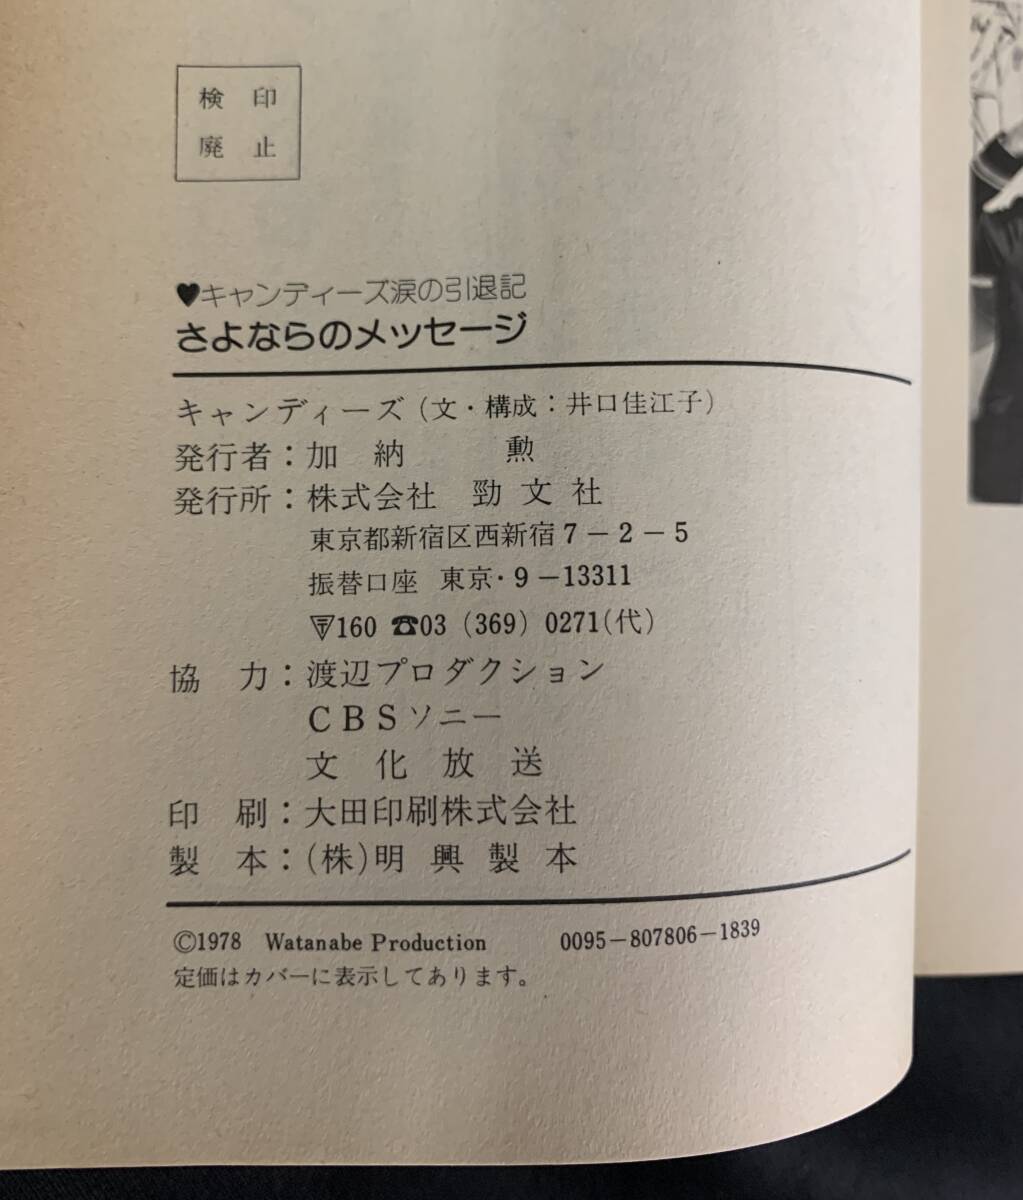 検 印
廃 止
♥キャンディーズ涙の引退記
さよならのメッセージ
キャンディーズ（文・構成：井口佳江子）
発行者：加 納 勲
発行所：株式会社 勁文社
東京都新宿区西新宿7－2－5
振替口座 東京・9－13311
〒160 ☎03（369）0271(代)
協 力：渡辺プロダクション
CBSソニー
文 化 放 送
印 刷：大田印刷株式会社
製 本：(株)明 興 製 本
©1978 Watanabe Production 0095－807806－1839
定価はカバーに表示してあります。